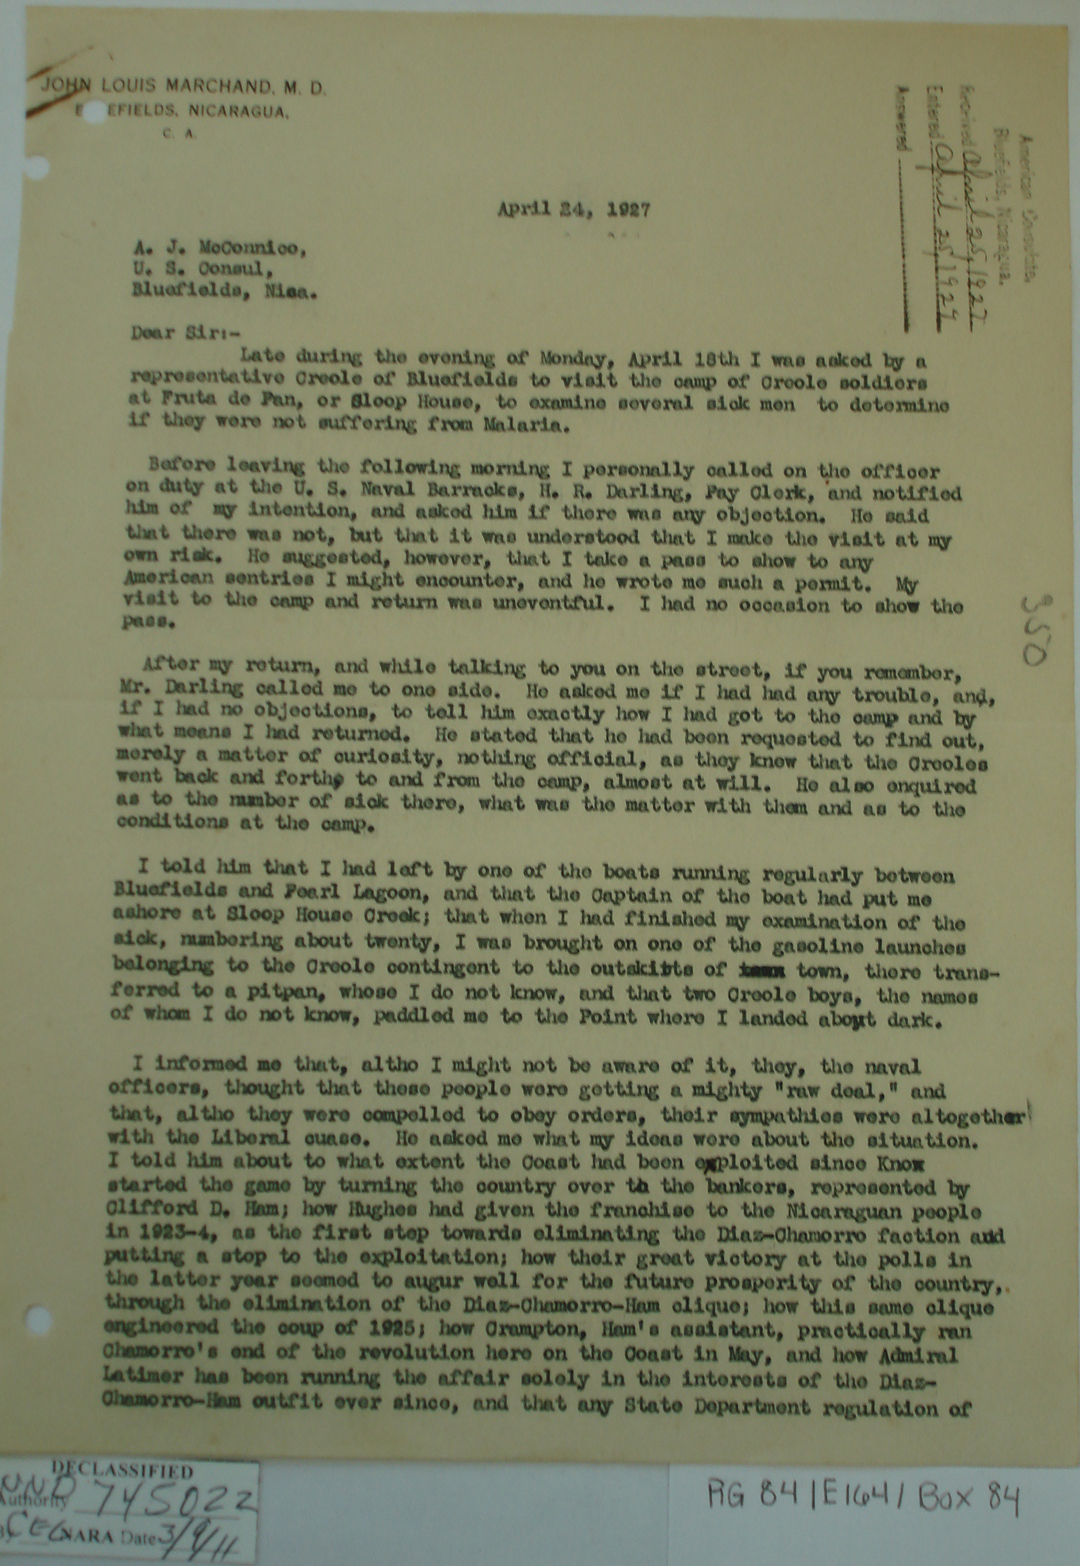 JOHN LOUIS MARCHAND, M. D.
B EFIELDS, NICARAGUA,
C. A.
American Consulate,
Bluefields, Nicaragua.
Received April 25, 1927
Entered April 25, 1927
Answered
April 24, 1927
A. J. McConnico,
U. S. Consul,
Bluefields, Nica.
Dear Sir:-
Late during the evening of Monday, April 18th I was asked by a
representative Creole of Bluefields to visit the camp of Creole soldiers
at Fruta de Pan, or Sloop House, to examine several sick men to determine
if they were not suffering from Malaria.
Before leaving the following morning I personally called on the officer
on duty at the U. S. Naval Barracks, H. R. Darling, Pay Clerk, and notified
him of my intention, and asked him if there was any objection. He said
that there was not, but that it was understood that I make the visit at my
own risk. He suggested, however, that I take a pass to show to any
American sentries I might encounter, and he wrote me such a permit. My
visit to the camp and return was uneventful. I had no occasion to show the
pass.
350
After my return, and while talking to you on the street, if you remember,
Mr. Darling called me to one side. He asked me if I had had any trouble, and,
if I had no objections, to tell him exactly how I had got to the camp and by
what means I had returned. He stated that he had been requested to find out,
merely a matter of curiosity, nothing official, as they knew that the Creoles
went back and forth, to and from the camp, almost at will. He also enquired
as to the number of sick there, what was the matter with them and as to the
conditions at the camp.
I told him that I had left by one of the boats running regularly between
Bluefields and Pearl Lagoon, and that the Captain of the boat had put me
ashore at Sloop House Creek; that when I had finished my examination of the
sick, numbering about twenty, I was brought on one of the gasoline launches
belonging to the Creole contingent to the outskitts of town, there trans-
ferred to a pitpan, whose I do not know, and that two Creole boys, the names
of whom I do not know, paddled me to the Point where I landed about dark.
I informed me that, altho I might not be aware of it, they, the naval
officers, thought that these people were getting a mighty "raw deal," and
that, altho they were compelled to obey orders, their sympathies were altogether
with the Liberal cuase. He asked me what my ideas were about the situation.
I told him about to what extent the Coast had been exploited since Knox
started the game by turning the country over th the bankers, represented by
Clifford D. Ham; how Hughes had given the franchise to the Nicaraguan people
in 1923-4, as the first step towards eliminating the Diaz-Chamorro faction and
putting a stop to the exploitation; how their great victory at the polls in
the latter year seemed to augur well for the future prosperity of the country,
through the elimination of the Diaz-Chamorro-Ham clique; how this same clique
engineered the coup of 1925; how Crampton, Ham's assistant, practically ran
Chamorro's end of the revolution here on the Coast in May, and how Admiral
Latimer has been running the affair solely in the interests of the Diaz-
Chamorro-Ham outfit ever since, and that any State Department regulation of
DECLASSIFIED
Authority NND 745022
By CEC NARA Date 3/9/11
RG 84 / E1641 / Box 84